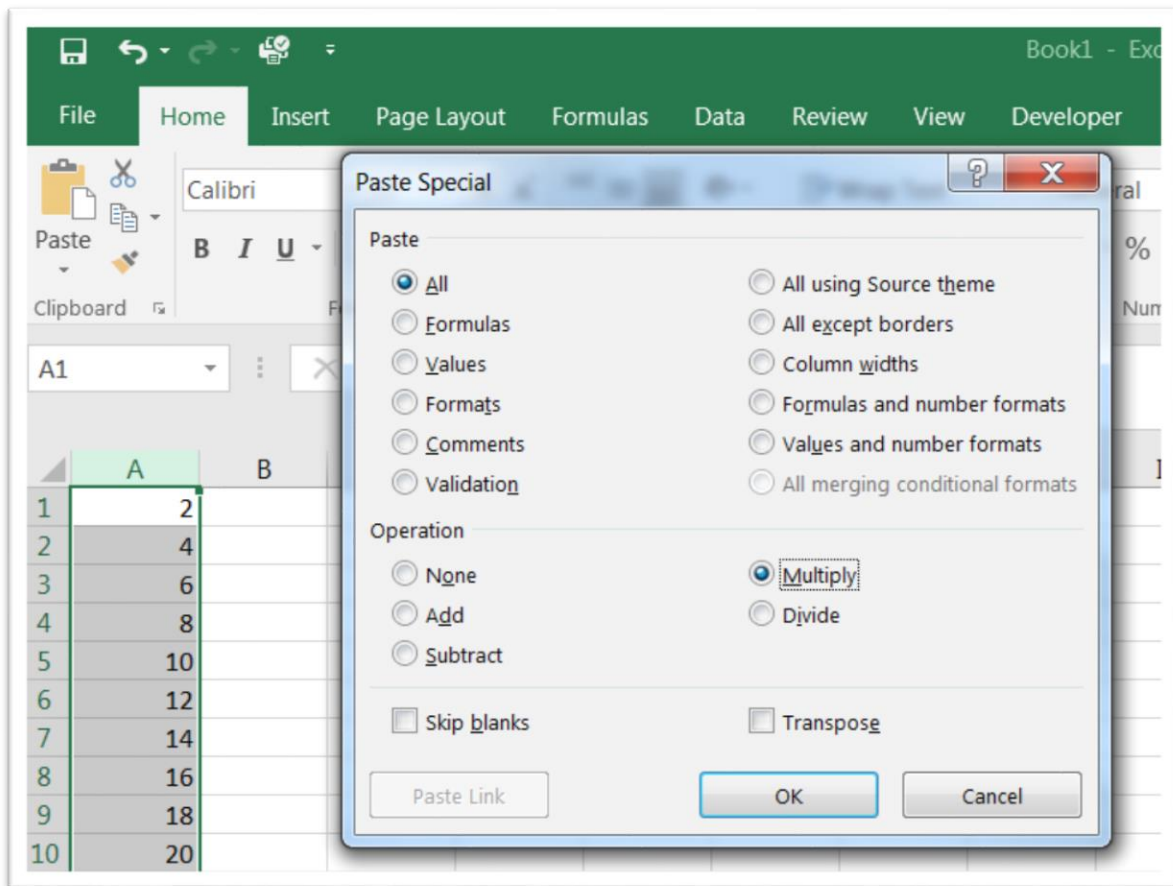 Book1 - Exc
File Home Insert Page Layout Formulas Data Review View Developer
Paste
Clipboard
Calibri
B I U
%
A1
Paste Special
Paste
All
All using Source theme
Formulas
All except borders
Values
Column widths
Formats
Formulas and number formats
Comments
Values and number formats
Validation
All merging conditional formats
Operation
None
Multiply
Add
Divide
Subtract
Skip blanks
Transpose
Paste Link
OK
Cancel
A B
1 2
2 4
3 6
4 8
5 10
6 12
7 14
8 16
9 18
10 20